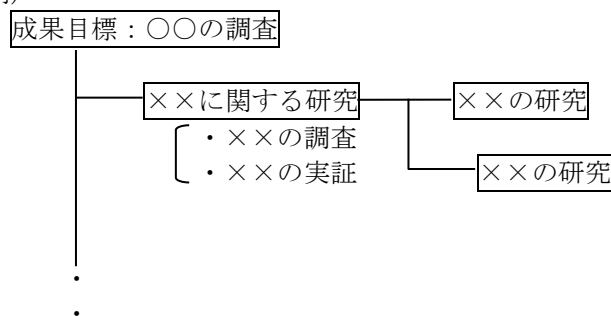 成果目標：○○の調査
××に関する研究
××の研究
・××の調査
・××の実証
××の研究
・
・